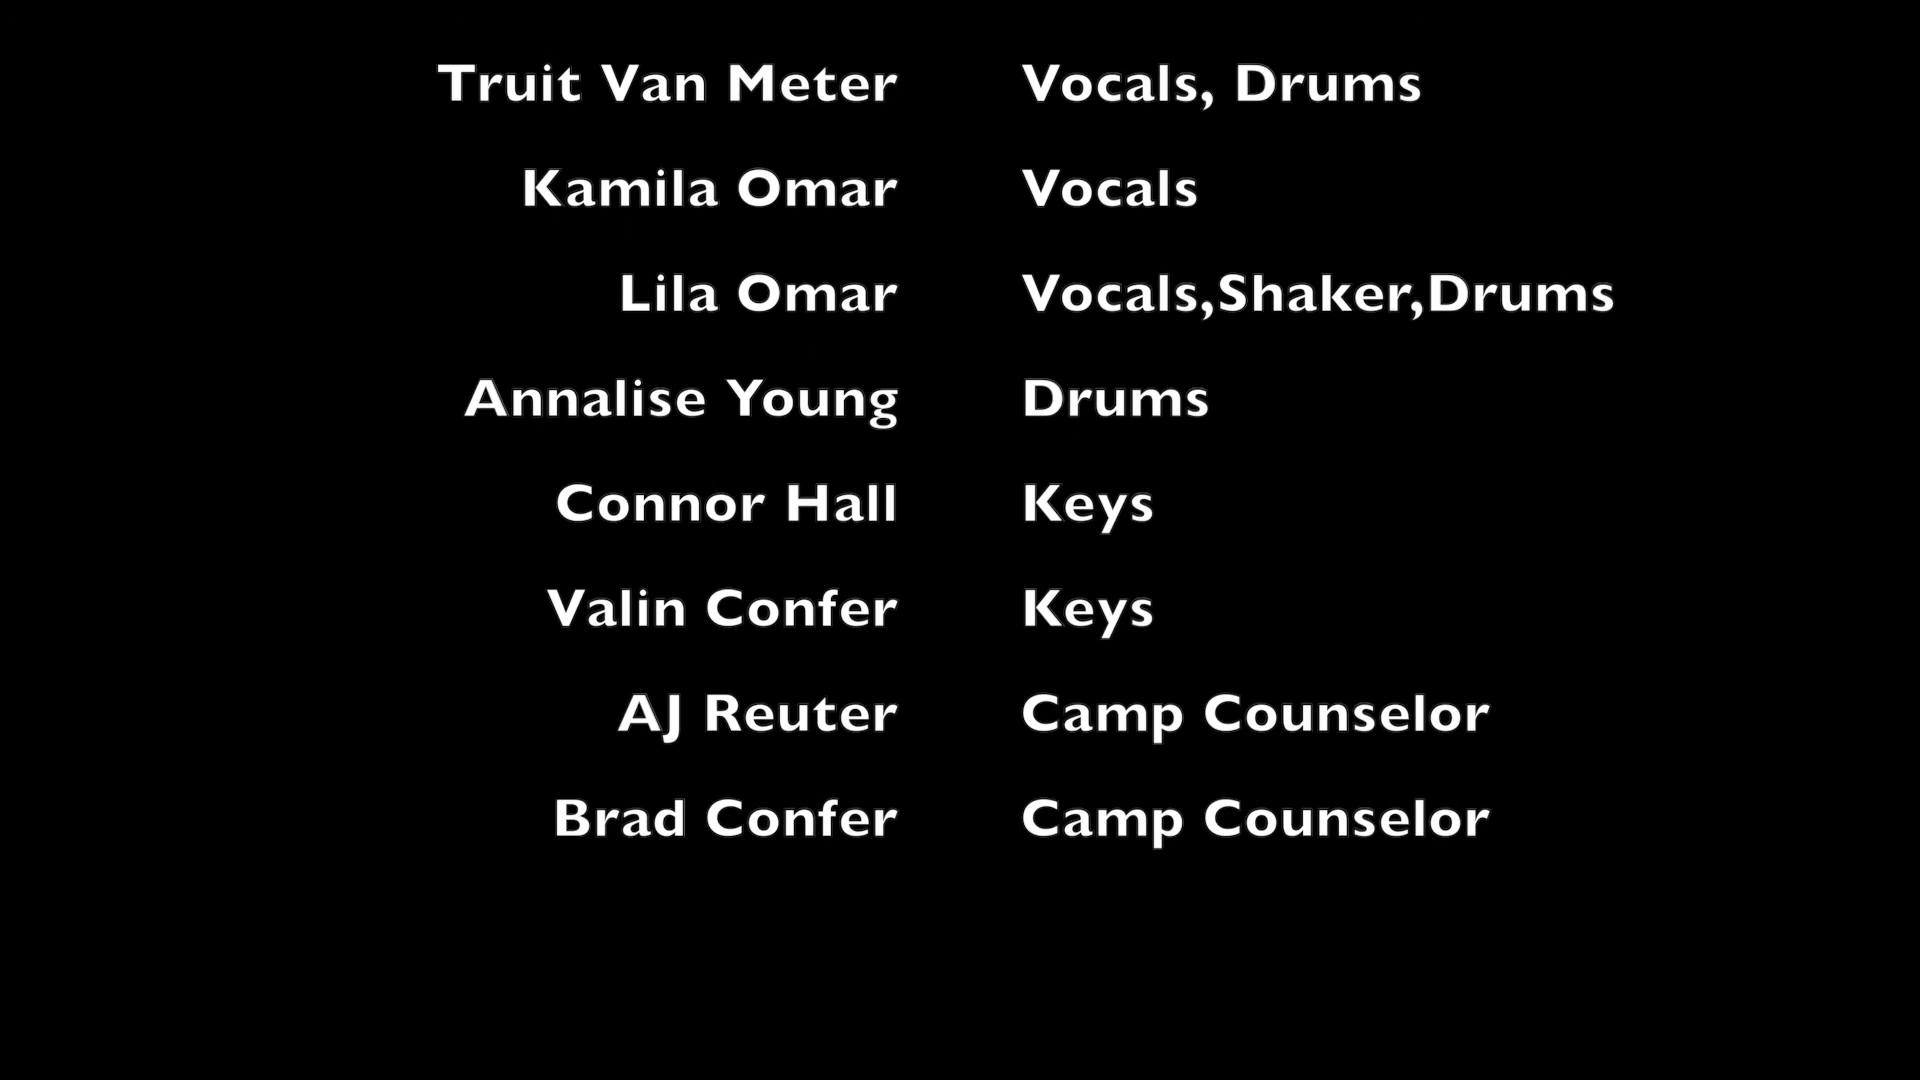 Truit Van Meter Vocals, Drums
Kamila Omar Vocals
Lila Omar Vocals,Shaker,Drums
Annalise Young Drums
Connor Hall Keys
Valin Confer Keys
AJ Reuter Camp Counselor
Brad Confer Camp Counselor